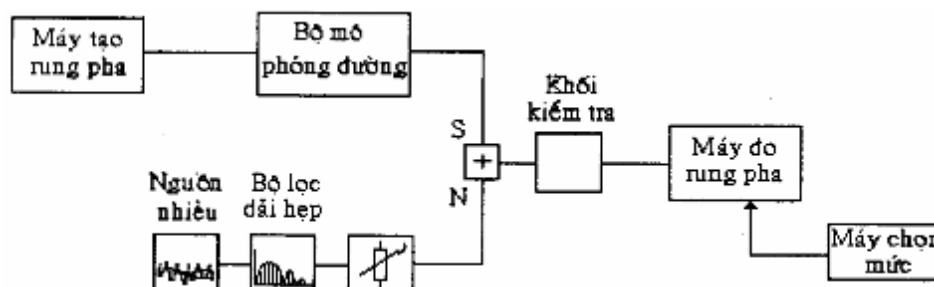 Máy tạo
rung pha
Bộ mô
phỏng đường
Khối
kiểm tra
S
+
N
Máy đo
rung pha
Nguồn
nhiễu
Bộ lọc
dải hẹp
Máy chọn
mức